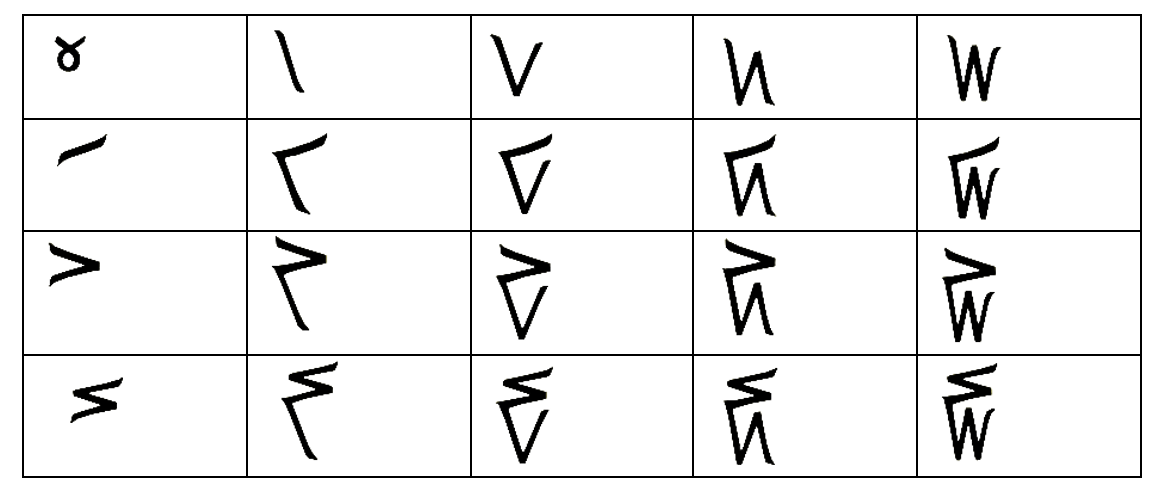 𝋀 𝋁 𝋂 𝋃 𝋄
𝋅 𝋆 𝋇 𝋈 𝋉
𝋊 𝋋 𝋌 𝋍 𝋎
𝋏 𝋐 𝋑 𝋒 𝋓